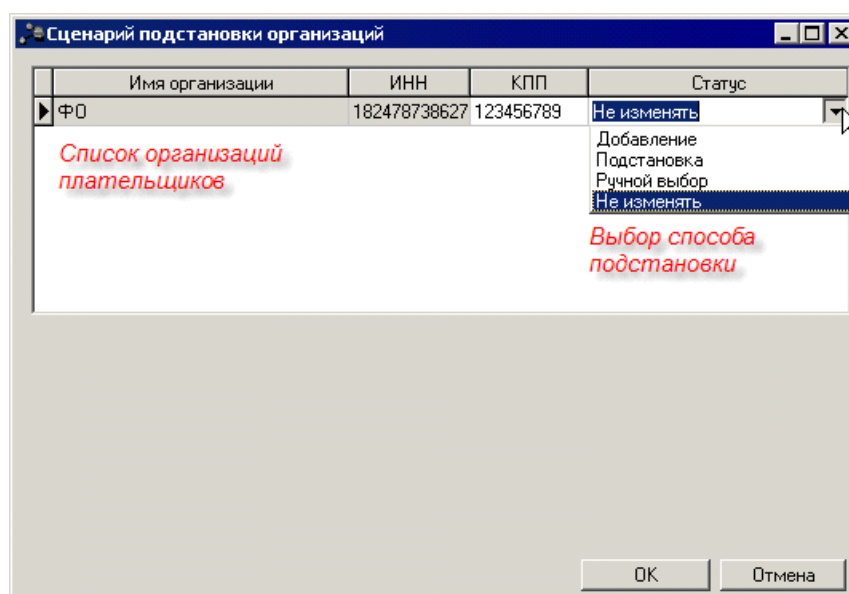 Сценарий подстановки организаций
Имя организации ИНН КПП Статус
ФО 182478738627 123456789 Не изменять
Добавление
Подстановка
Ручной выбор
Не изменять
Список организаций
плательщиков
Выбор способа
подстановки
OK Отмена